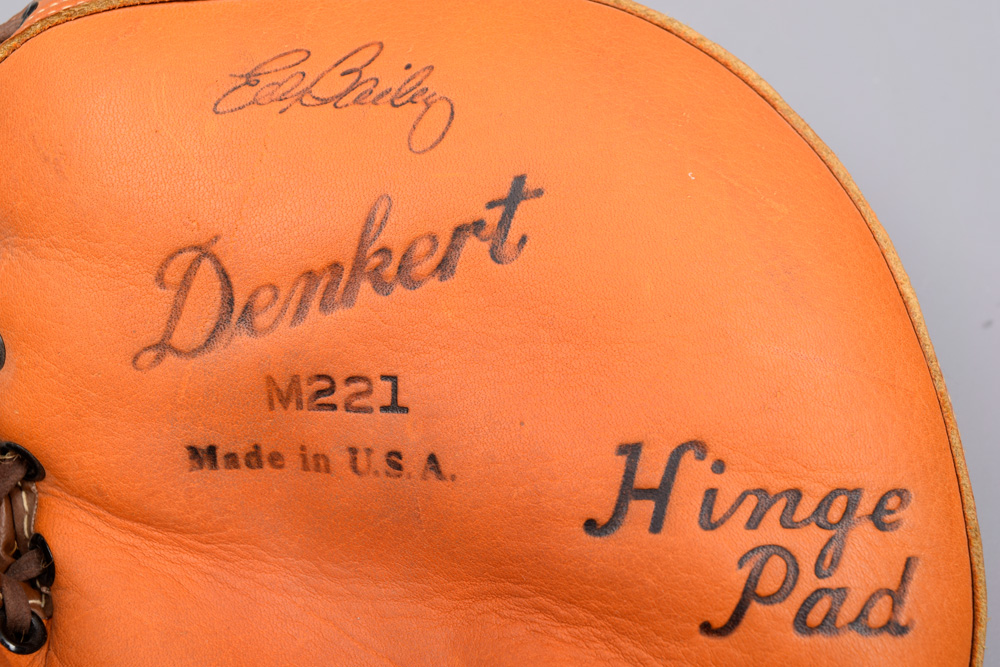 Ed Bailey
Denkert
M221
Made in U.S.A.
Hinge
Pad